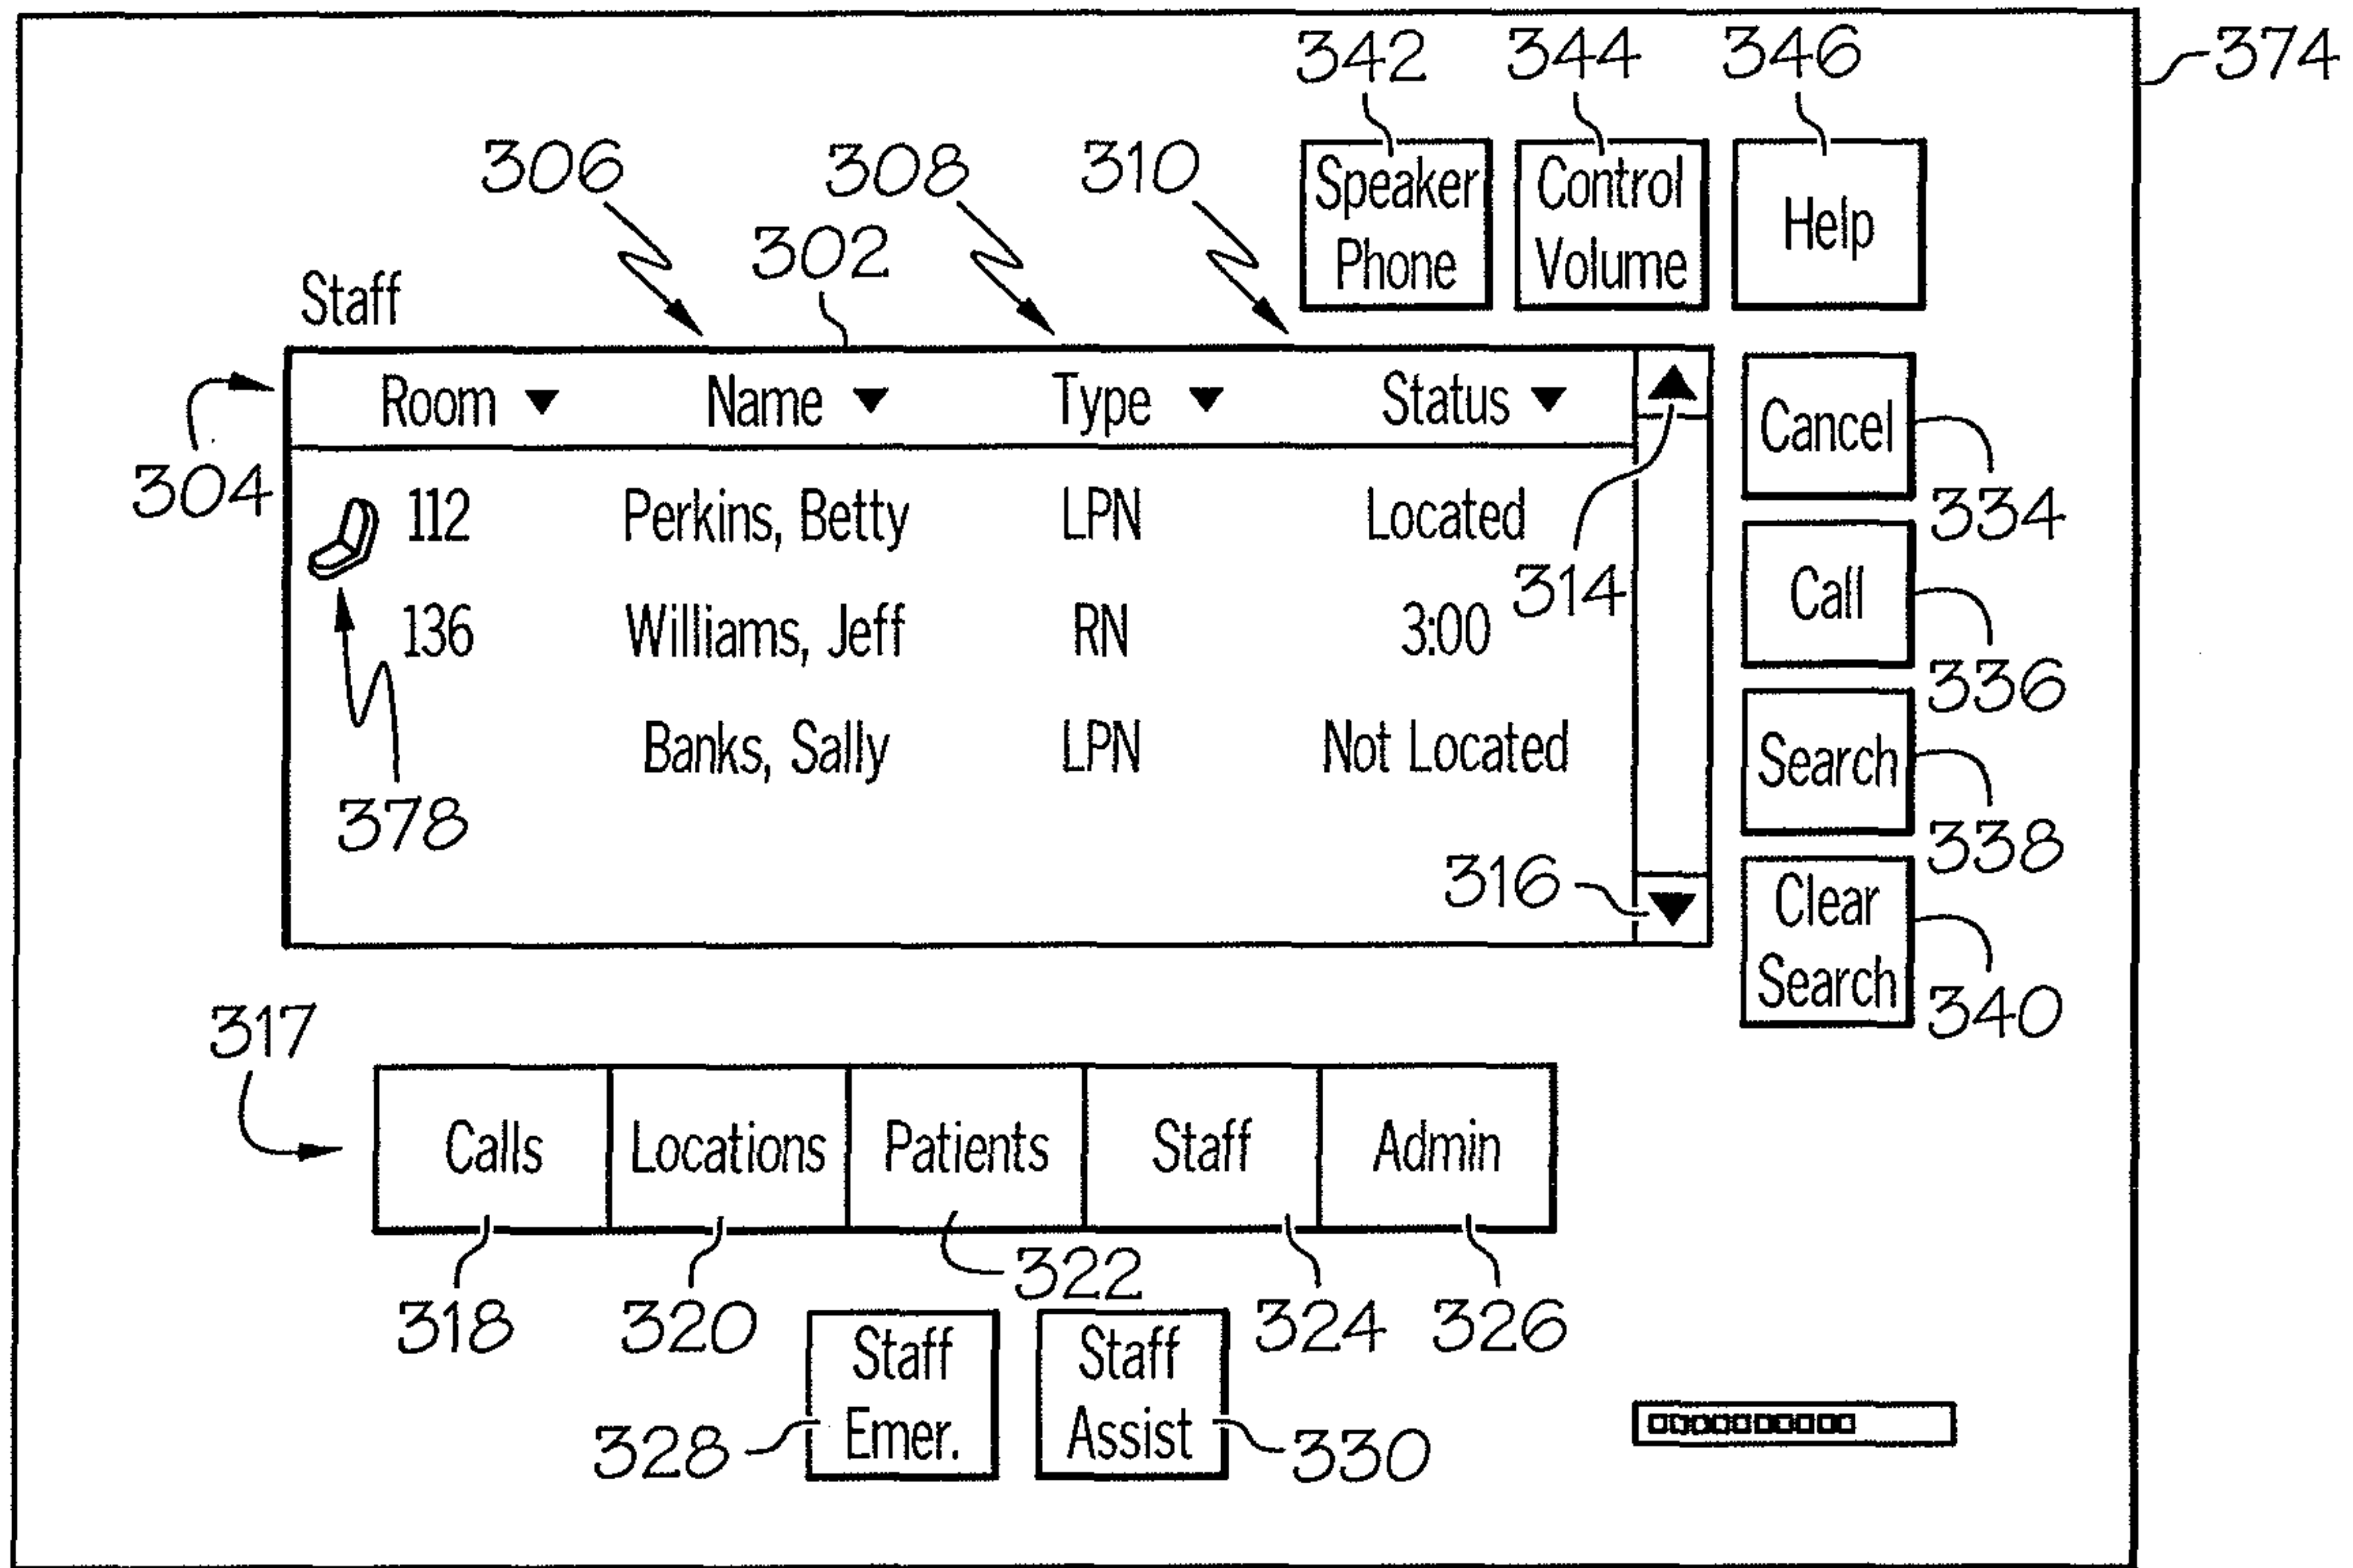 342 344 346 374
306 308 310
Speaker Phone
Control Volume
Help
302
Staff
Room ▼ Name ▼ Type ▼ Status ▼ ▲
Cancel
304
334
112 Perkins, Betty LPN Located
314
Call
136 Williams, Jeff RN 3:00
336
Banks, Sally LPN Not Located
Search
378
338
316 ▼
Clear Search
340
317
Calls Locations Patients Staff Admin
322
318 320 324 326
Staff Emer.
Staff Assist
328 330